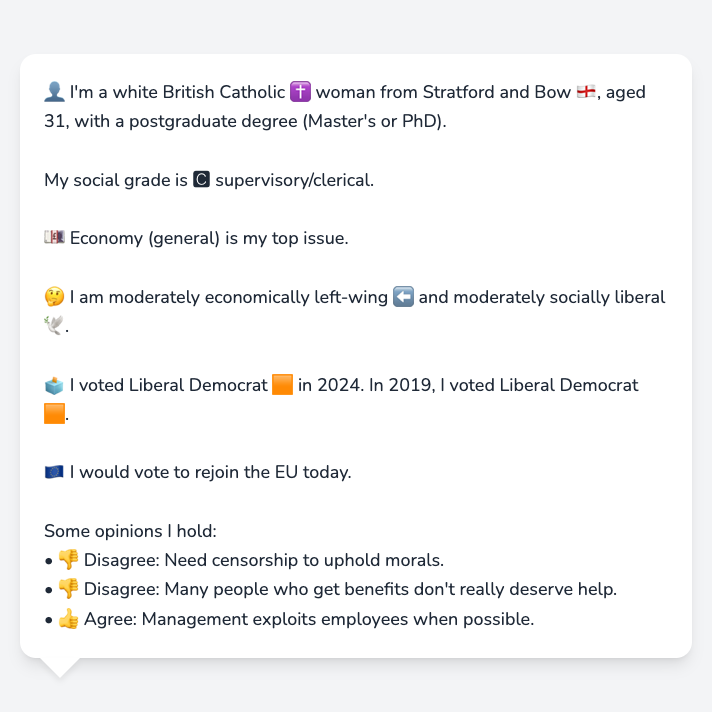 👤 I'm a white British Catholic ✝️ woman from Stratford and Bow 🏴󠁧󠁢󠁥󠁮󠁧󠁿, aged
31, with a postgraduate degree (Master's or PhD).
My social grade is 🅲 supervisory/clerical.
💷 Economy (general) is my top issue.
🤔 I am moderately economically left-wing ⬅️ and moderately socially liberal
🕊️.
🗳️ I voted Liberal Democrat 🟧 in 2024. In 2019, I voted Liberal Democrat
🟧.
🇪🇺 I would vote to rejoin the EU today.
Some opinions I hold:
• 👎 Disagree: Need censorship to uphold morals.
• 👎 Disagree: Many people who get benefits don't really deserve help.
• 👍 Agree: Management exploits employees when possible.